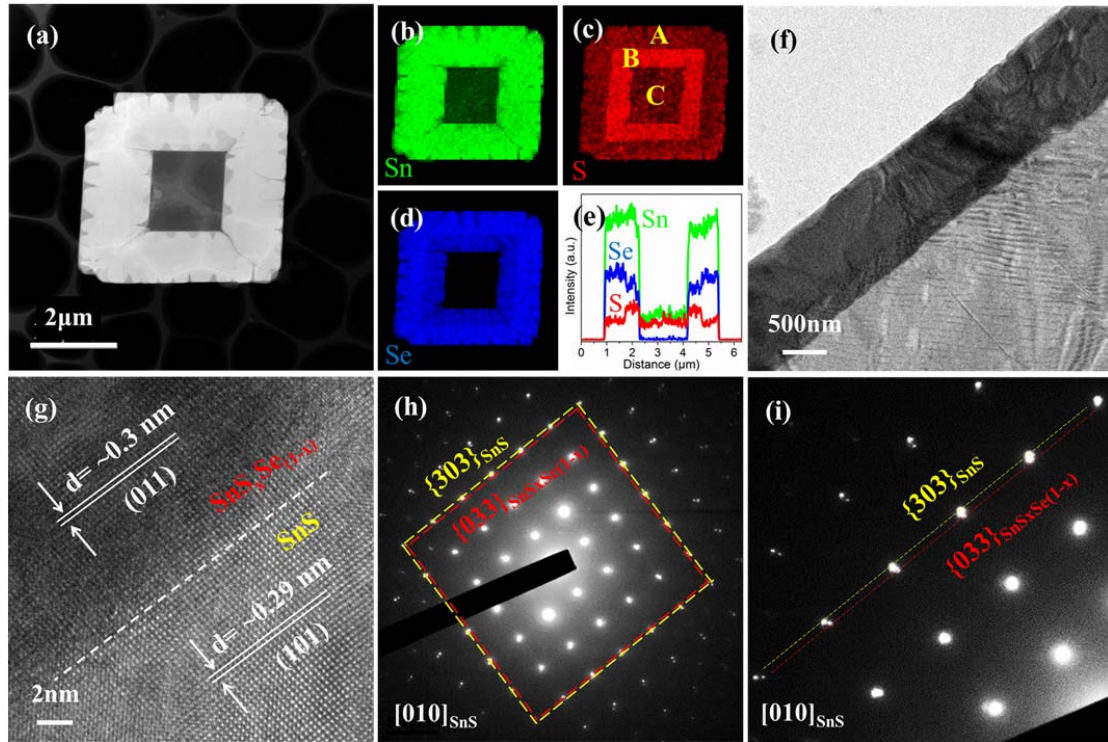 (a)
2μm
(b)
Sn
(c)
A
B
C
S
(d)
Se
(e)
Sn
Se
S
Intensity (a.u.)
0 1 2 3 4 5 6
Distance (μm)
(f)
500nm
(g)
d= ~0.3 nm
(011)
SnSxSe(1-x)
SnS
d= ~0.29 nm
(101)
2nm
(h)
{303}SnS
{033}SnSxSe(1-x)
[010]SnS
(i)
{303}SnS
{033}SnSxSe(1-x)
[010]SnS